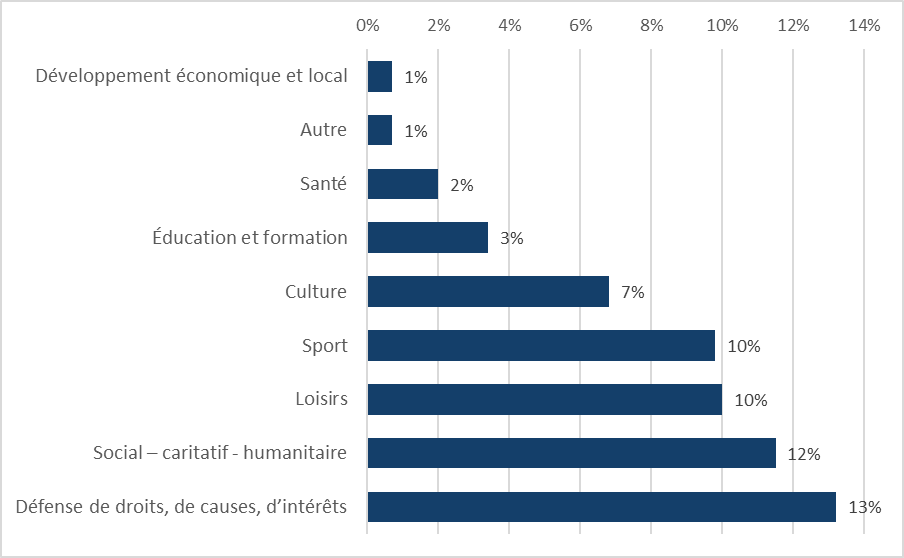 0% 2% 4% 6% 8% 10% 12% 14%
Développement économique et local 1%
Autre 1%
Santé 2%
Éducation et formation 3%
Culture 7%
Sport 10%
Loisirs 10%
Social – caritatif - humanitaire 12%
Défense de droits, de causes, d’intérêts 13%